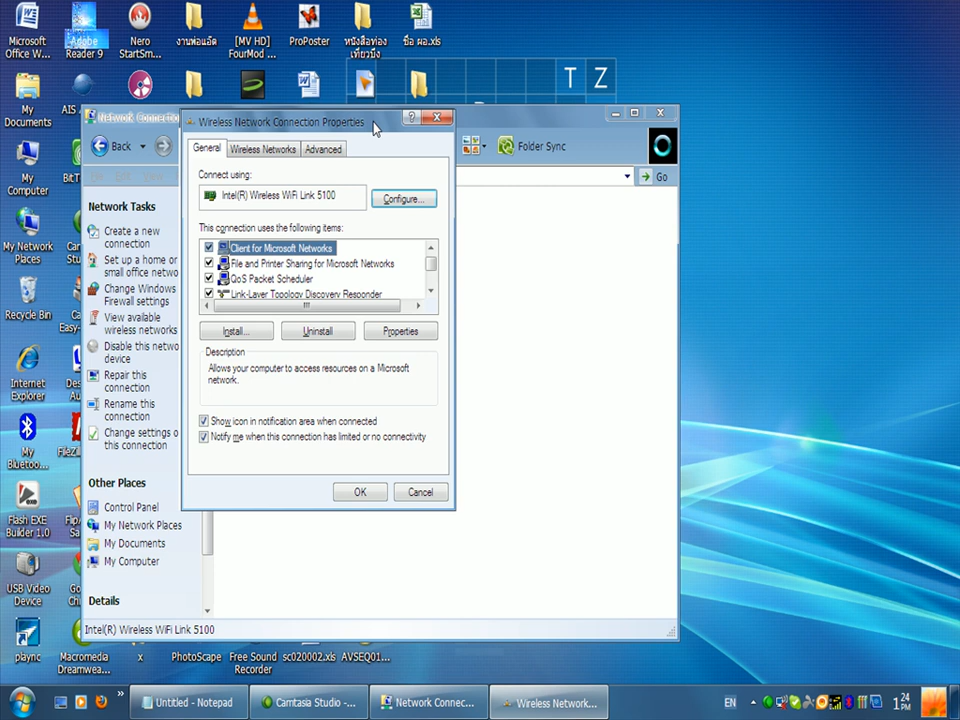 Microsoft Office W...
Adobe Reader 9
Nero StartSm...
งานพ่อแอ๊ด
[MV HD] FourMod ...
ProPoster
หนังสือท่องเที่ยวบึง
ชื่อ ผอ.xls
T Z
My Documents
AIS
Network Connectio
Wireless Network Connection Properties
Back
Folder Sync
General
Wireless Networks
Advanced
My Computer
BitT
Go
Connect using:
Intel(R) Wireless WiFi Link 5100
Configure...
Network Tasks
Create a new connection
Set up a home or small office netwo
Change Windows Firewall settings
View available wireless networks
Disable this netwo device
Repair this connection
Rename this connection
Change settings o this connection
This connection uses the following items:
Client for Microsoft Networks
File and Printer Sharing for Microsoft Networks
QoS Packet Scheduler
Link-Layer Topology Discovery Responder
Install...
Uninstall
Properties
Description
Allows your computer to access resources on a Microsoft
network.
Show icon in notification area when connected
Notify me when this connection has limited or no connectivity
OK
Cancel
My Network Places
Recycle Bin
Easy-
Internet Explorer
My Bluetoo...
FileZil
Flash EXE Builder 1.0
USB Video Device
Other Places
Control Panel
My Network Places
My Documents
My Computer
Details
Intel(R) Wireless WiFi Link 5100
plaync
Macromedia Dreamwea...
x
PhotoScape
Free Sound Recorder
sc020002.xls
AVSEQ01...
Untitled - Notepad
Camtasia Studio -...
Network Connec...
Wireless Network...
EN
1 24 PM